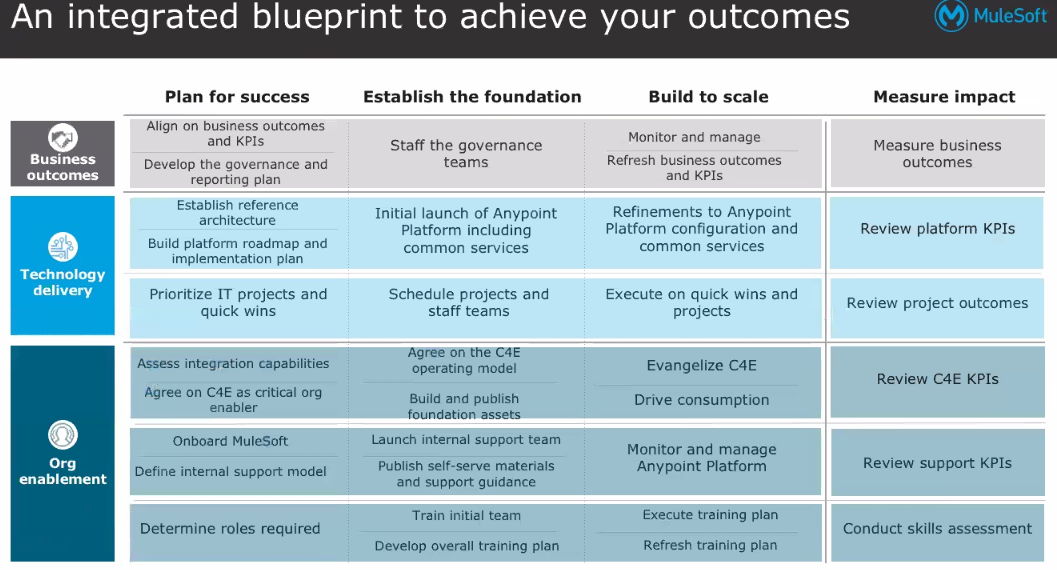 An integrated blueprint to achieve your outcomes
MuleSoft
Plan for success
Establish the foundation
Build to scale
Measure impact
Business
outcomes
Align on business outcomes
and KPIs
Develop the governance and
reporting plan
Staff the governance
teams
Monitor and manage
Refresh business outcomes
and KPIs
Measure business
outcomes
Technology
delivery
Establish reference
architecture
Build platform roadmap and
implementation plan
Initial launch of Anypoint
Platform including
common services
Refinements to Anypoint
Platform configuration and
common services
Review platform KPIs
Prioritize IT projects and
quick wins
Schedule projects and
staff teams
Execute on quick wins and
projects
Review project outcomes
Org
enablement
Assess integration capabilities
Agree on C4E as critical org
enabler
Agree on the C4E
operating model
Build and publish
foundation assets
Evangelize C4E
Drive consumption
Review C4E KPIs
Onboard MuleSoft
Define internal support model
Launch internal support team
Publish self-serve materials
and support guidance
Monitor and manage
Anypoint Platform
Review support KPIs
Determine roles required
Train initial team
Develop overall training plan
Execute training plan
Refresh training plan
Conduct skills assessment